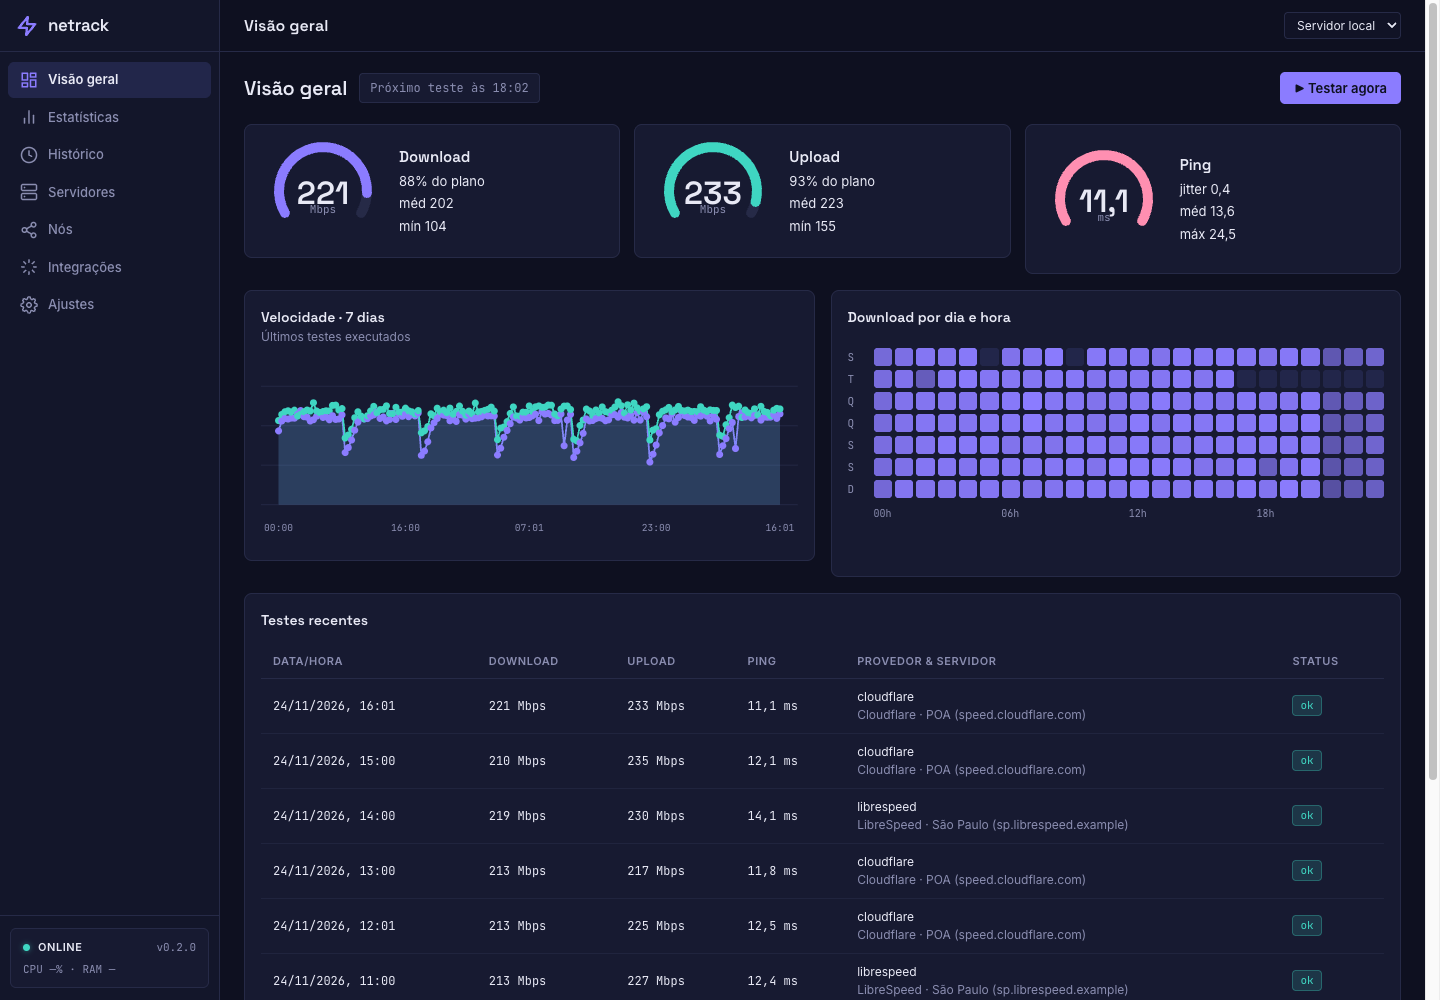 netrack
Visão geral
Servidor local
Visão geral
Estatísticas
Histórico
Servidores
Nós
Integrações
Ajustes
ONLINE v0.2.0
CPU —% · RAM —
Visão geral
Próximo teste às 18:02
Testar agora
221
Mbps
Download
88% do plano
méd 202
mín 104
233
Mbps
Upload
93% do plano
méd 223
mín 155
11,1
ms
Ping
jitter 0,4
méd 13,6
máx 24,5
Velocidade · 7 dias
Últimos testes executados
00:00 16:00 07:01 23:00 16:01
Download por dia e hora
S
T
Q
Q
S
S
D
00h 06h 12h 18h
Testes recentes
DATA/HORA DOWNLOAD UPLOAD PING PROVEDOR & SERVIDOR STATUS
24/11/2026, 16:01 221 Mbps 233 Mbps 11,1 ms cloudflare ok
Cloudflare · POA (speed.cloudflare.com)
24/11/2026, 15:00 210 Mbps 235 Mbps 12,1 ms cloudflare ok
Cloudflare · POA (speed.cloudflare.com)
24/11/2026, 14:00 219 Mbps 230 Mbps 14,1 ms librespeed ok
LibreSpeed · São Paulo (sp.librespeed.example)
24/11/2026, 13:00 213 Mbps 217 Mbps 11,8 ms cloudflare ok
Cloudflare · POA (speed.cloudflare.com)
24/11/2026, 12:01 213 Mbps 225 Mbps 12,5 ms cloudflare ok
Cloudflare · POA (speed.cloudflare.com)
24/11/2026, 11:00 213 Mbps 227 Mbps 12,4 ms librespeed ok
LibreSpeed · São Paulo (sp.librespeed.example)